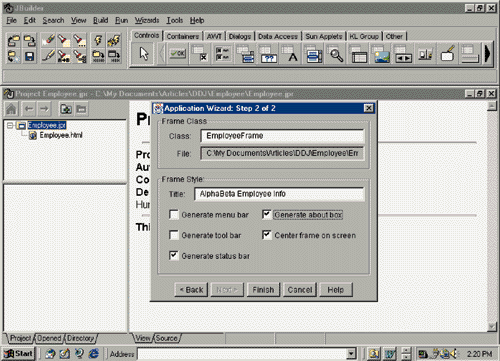 JBuilder
File Edit Search View Build Run Wizards Tools Help
Controls Containers AWT Dialogs Data Access Sun Applets KL Group Other
OK
Project Employee.jpr - C:\My Documents\Articles\DDJ\Employee\Employee.jpr
Employee.jpr
Employee.html
Application Wizard: Step 2 of 2
Frame Class
Class: EmployeeFrame
File: C:\My Documents\Articles\DDJ\Employee\Em
Frame Style:
Title: AlphaBeta Employee Info
Generate menu bar
Generate about box
Generate tool bar
Center frame on screen
Generate status bar
< Back Next > Finish Cancel Help
Pr
Pro
Au
Co
De
Hur
Thi
Project Opened Directory
View Source
Start Address 2:20 PM